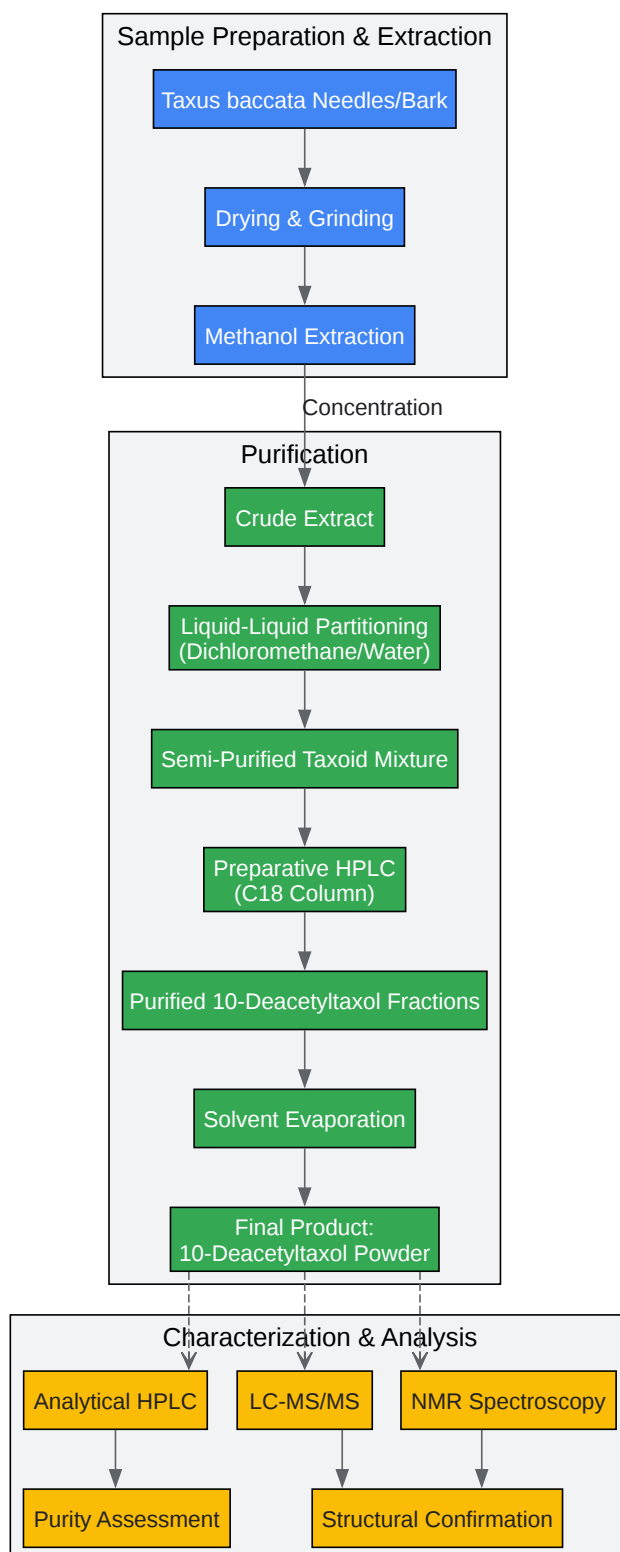 Sample Preparation & Extraction
Taxus baccata Needles/Bark
Drying & Grinding
Methanol Extraction
Concentration
Purification
Crude Extract
Liquid-Liquid Partitioning
(Dichloromethane/Water)
Semi-Purified Taxoid Mixture
Preparative HPLC
(C18 Column)
Purified 10-Deacetyltaxol Fractions
Solvent Evaporation
Final Product:
10-Deacetyltaxol Powder
Characterization & Analysis
Analytical HPLC
LC-MS/MS
NMR Spectroscopy
Purity Assessment
Structural Confirmation